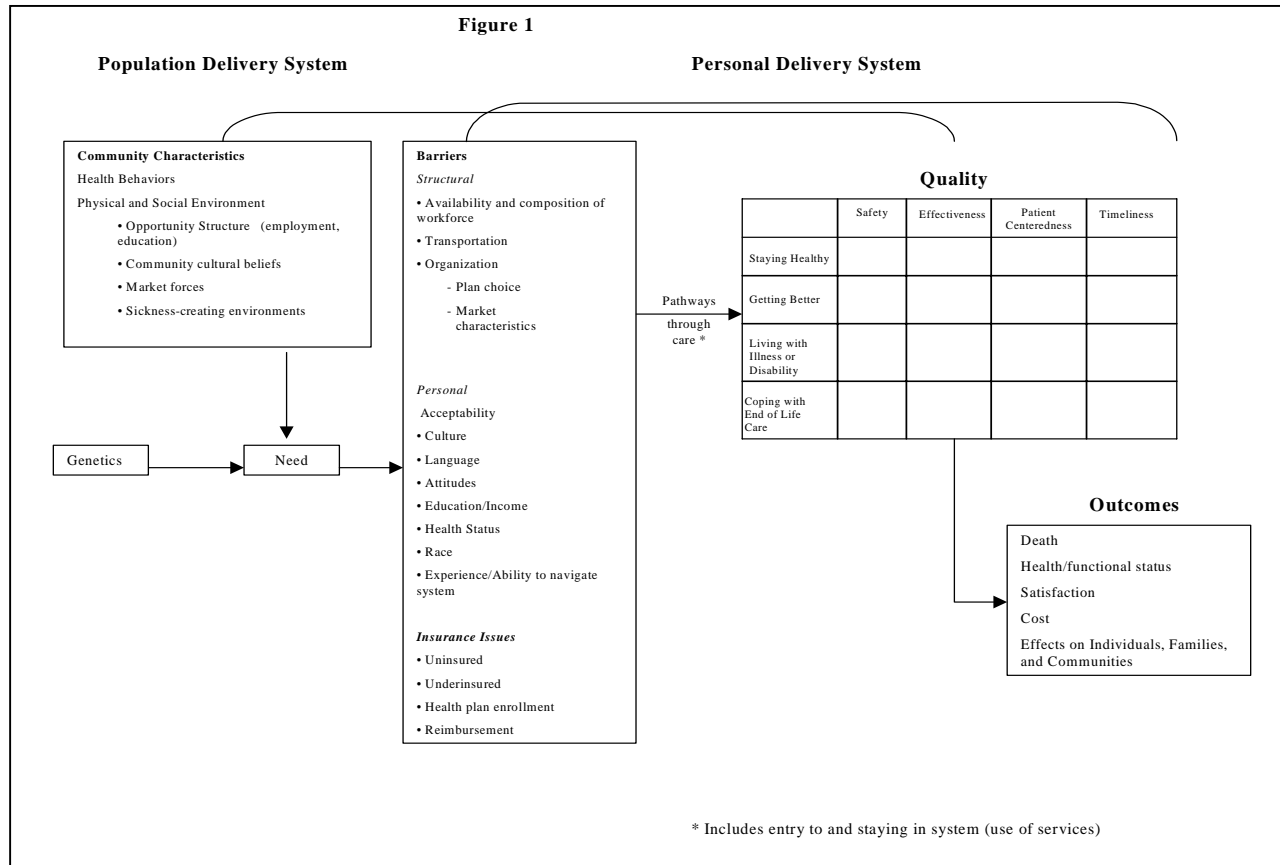 Figure 1
Population Delivery System
Personal Delivery System
Community Characteristics
Health Behaviors
Physical and Social Environment
• Opportunity Structure (employment,
education)
• Community cultural beliefs
• Market forces
• Sickness-creating environments
Genetics
Need
Barriers
Structural
• Availability and composition of
workforce
• Transportation
• Organization
- Plan choice
- Market
characteristics
Personal
Acceptability
• Culture
• Language
• Attitudes
• Education/Income
• Health Status
• Race
• Experience/Ability to navigate
system
Insurance Issues
• Uninsured
• Underinsured
• Health plan enrollment
• Reimbursement
Pathways
through
care *
Quality
Safety
Effectiveness
Patient
Centeredness
Timeliness
Staying Healthy
Getting Better
Living with
Illness or
Disability
Coping with
End of Life
Care
Outcomes
Death
Health/functional status
Satisfaction
Cost
Effects on Individuals, Families,
and Communities
* Includes entry to and staying in system (use of services)